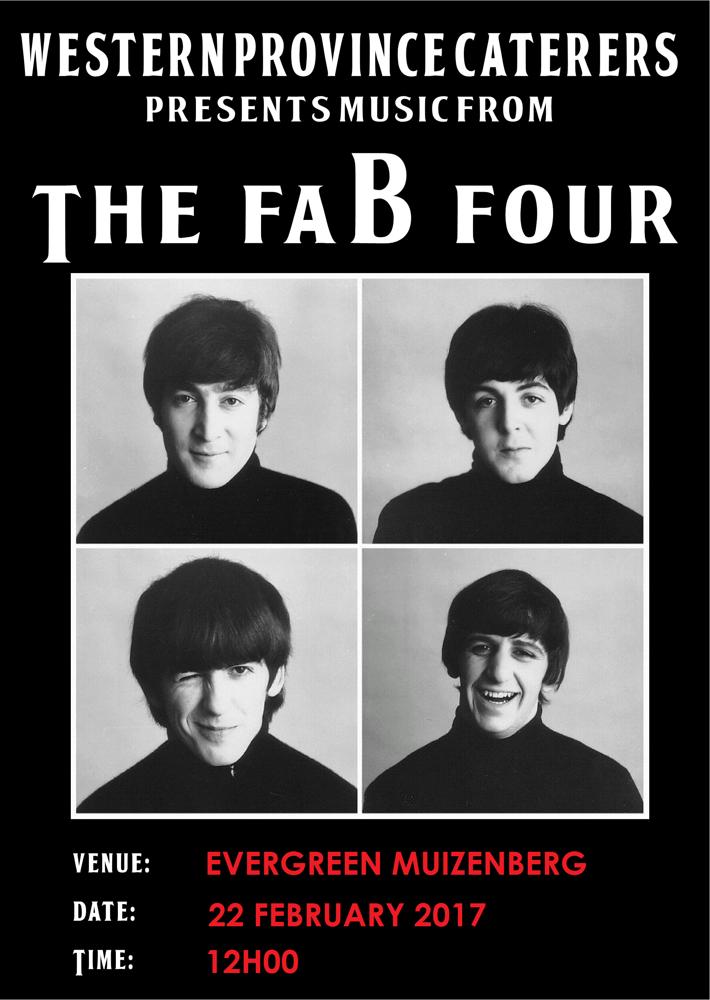 WESTERN PROVINCE CATERERS
PRESENTS MUSIC FROM
THE FAB FOUR
VENUE: EVERGREEN MUIZENBERG
DATE: 22 FEBRUARY 2017
TIME: 12H00